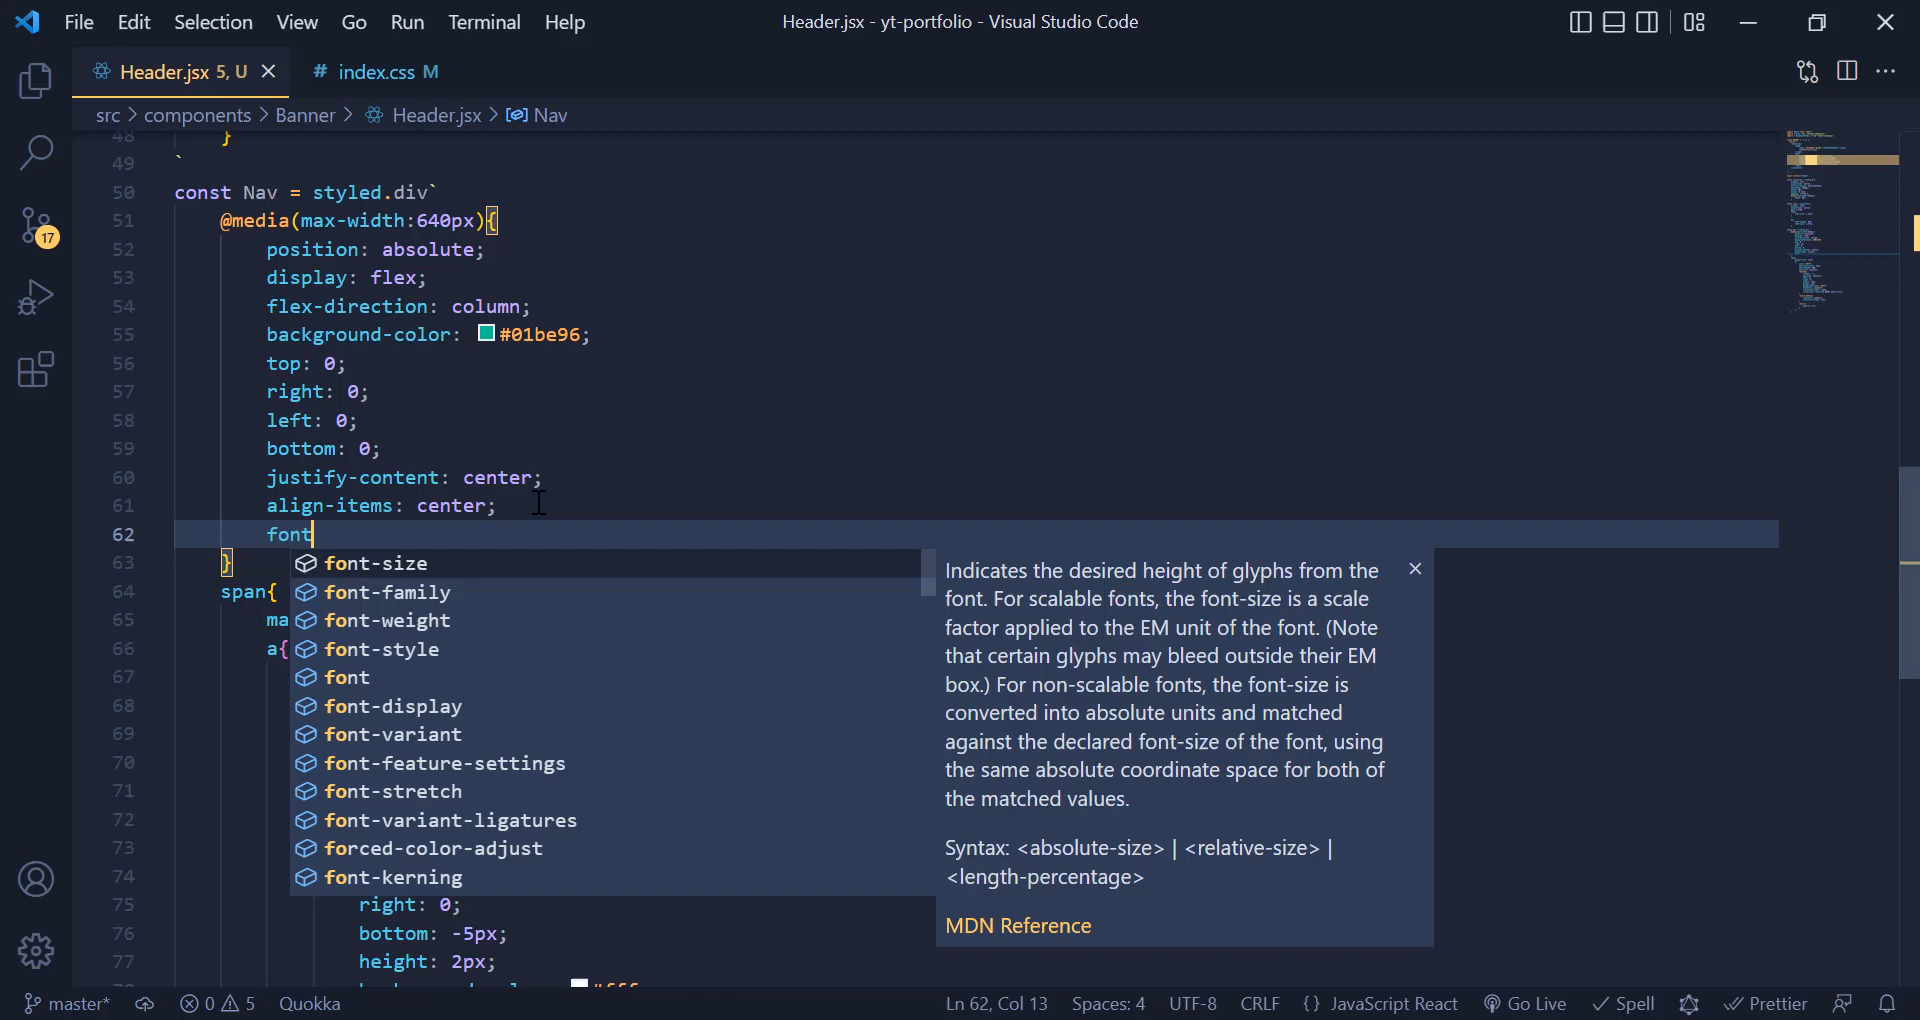 File Edit Selection View Go Run Terminal Help
Header.jsx - yt-portfolio - Visual Studio Code
Header.jsx 5, U
# index.css M
src > components > Banner > Header.jsx > Nav
17
48 }
49 `
50 const Nav = styled.div`
51 @media(max-width:640px){
52 position: absolute;
53 display: flex;
54 flex-direction: column;
55 background-color: #01be96;
56 top: 0;
57 right: 0;
58 left: 0;
59 bottom: 0;
60 justify-content: center;
61 align-items: center;
62 font
63 }
64 span{
65 ma
66 a{
67
68
69
70
71
72
73
74
75 right: 0;
76 bottom: -5px;
77 height: 2px;
font-size
font-family
font-weight
font-style
font
font-display
font-variant
font-feature-settings
font-stretch
font-variant-ligatures
forced-color-adjust
font-kerning
Indicates the desired height of glyphs from the
font. For scalable fonts, the font-size is a scale
factor applied to the EM unit of the font. (Note
that certain glyphs may bleed outside their EM
box.) For non-scalable fonts, the font-size is
converted into absolute units and matched
against the declared font-size of the font, using
the same absolute coordinate space for both of
the matched values.
Syntax: <absolute-size> | <relative-size> |
<length-percentage>
MDN Reference
master* 0 5 Quokka
Ln 62, Col 13 Spaces: 4 UTF-8 CRLF {} JavaScript React Go Live Spell Prettier